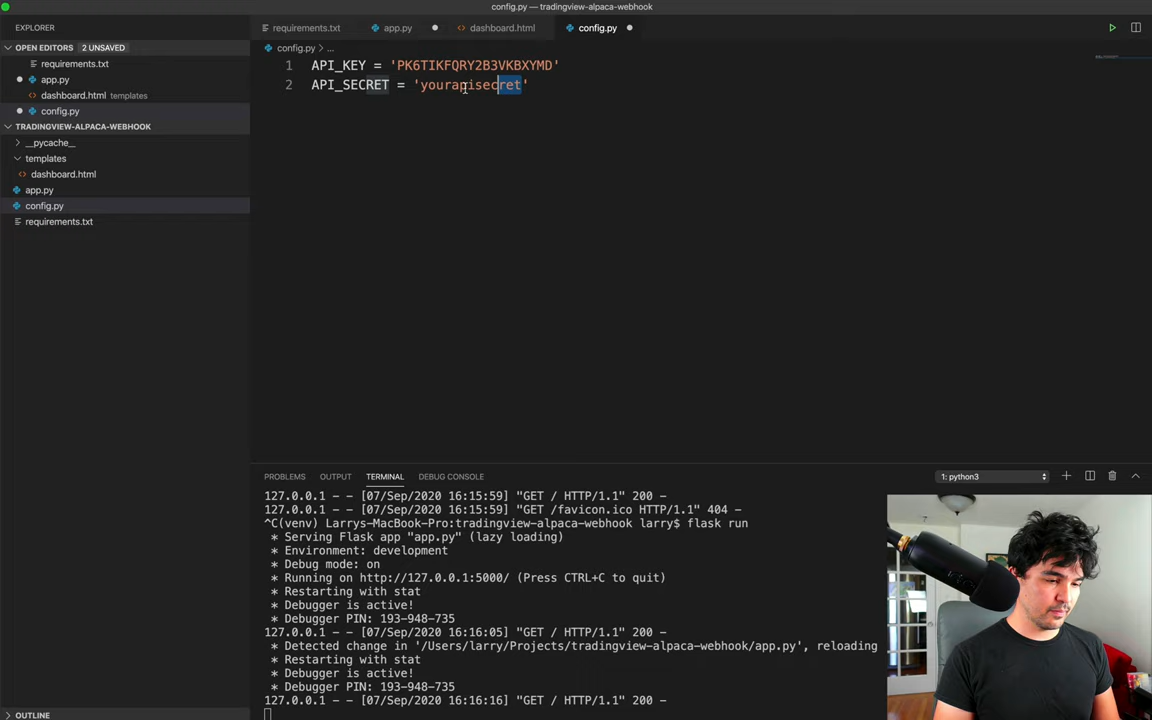 config.py — tradingview-alpaca-webhook
EXPLORER
requirements.txt
app.py
dashboard.html
config.py
OPEN EDITORS 2 UNSAVED
requirements.txt
app.py
dashboard.html templates
config.py
TRADINGVIEW-ALPACA-WEBHOOK
__pycache__
templates
dashboard.html
app.py
config.py
requirements.txt
OUTLINE
config.py > ...
1 API_KEY = 'PK6TIKFQRY2B3VKBXYMD'
2 API_SECRET = 'yourapisecret'
PROBLEMS OUTPUT TERMINAL DEBUG CONSOLE 1: python3
127.0.0.1 - - [07/Sep/2020 16:15:59] "GET / HTTP/1.1" 200 -
127.0.0.1 - - [07/Sep/2020 16:15:59] "GET /favicon.ico HTTP/1.1" 404 -
^C(venv) Larrys-MacBook-Pro:tradingview-alpaca-webhook larry$ flask run
* Serving Flask app "app.py" (lazy loading)
* Environment: development
* Debug mode: on
* Running on http://127.0.0.1:5000/ (Press CTRL+C to quit)
* Restarting with stat
* Debugger is active!
* Debugger PIN: 193-948-735
127.0.0.1 - - [07/Sep/2020 16:16:05] "GET / HTTP/1.1" 200 -
* Detected change in '/Users/larry/Projects/tradingview-alpaca-webhook/app.py', reloading
* Restarting with stat
* Debugger is active!
* Debugger PIN: 193-948-735
127.0.0.1 - - [07/Sep/2020 16:16:16] "GET / HTTP/1.1" 200 -